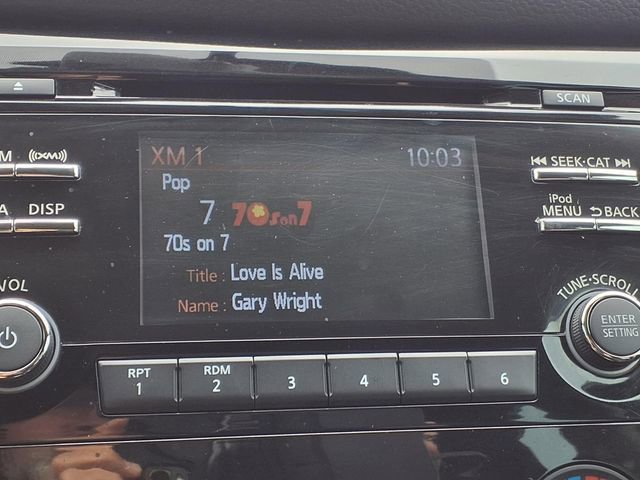 SCAN
XM 1 10:03
Pop
7 70s on 7
70s on 7
Title : Love Is Alive
Name : Gary Wright
M ((XM))
A DISP
VOL
SEEK·CAT
iPod
MENU BACK
TUNE·SCROLL
ENTER
SETTING
RPT
1
RDM
2
3
4
5
6